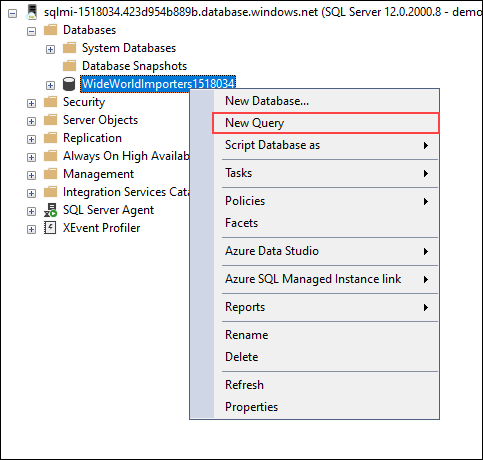 sqlmi-1518034.423d954b889b.database.windows.net (SQL Server 12.0.2000.8 - demo
Databases
System Databases
Database Snapshots
WideWorldImporters1518034
Security
Server Objects
Replication
Always On High Availab
Management
Integration Services Cata
SQL Server Agent
XEvent Profiler
New Database...
New Query
Script Database as
Tasks
Policies
Facets
Azure Data Studio
Azure SQL Managed Instance link
Reports
Rename
Delete
Refresh
Properties